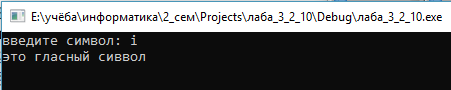 E:\учёба\информатика\2_сем\Projects\лаба_3_2_10\Debug\лаба_3_2_10.exe
введите символ: i
это гласный сиввол